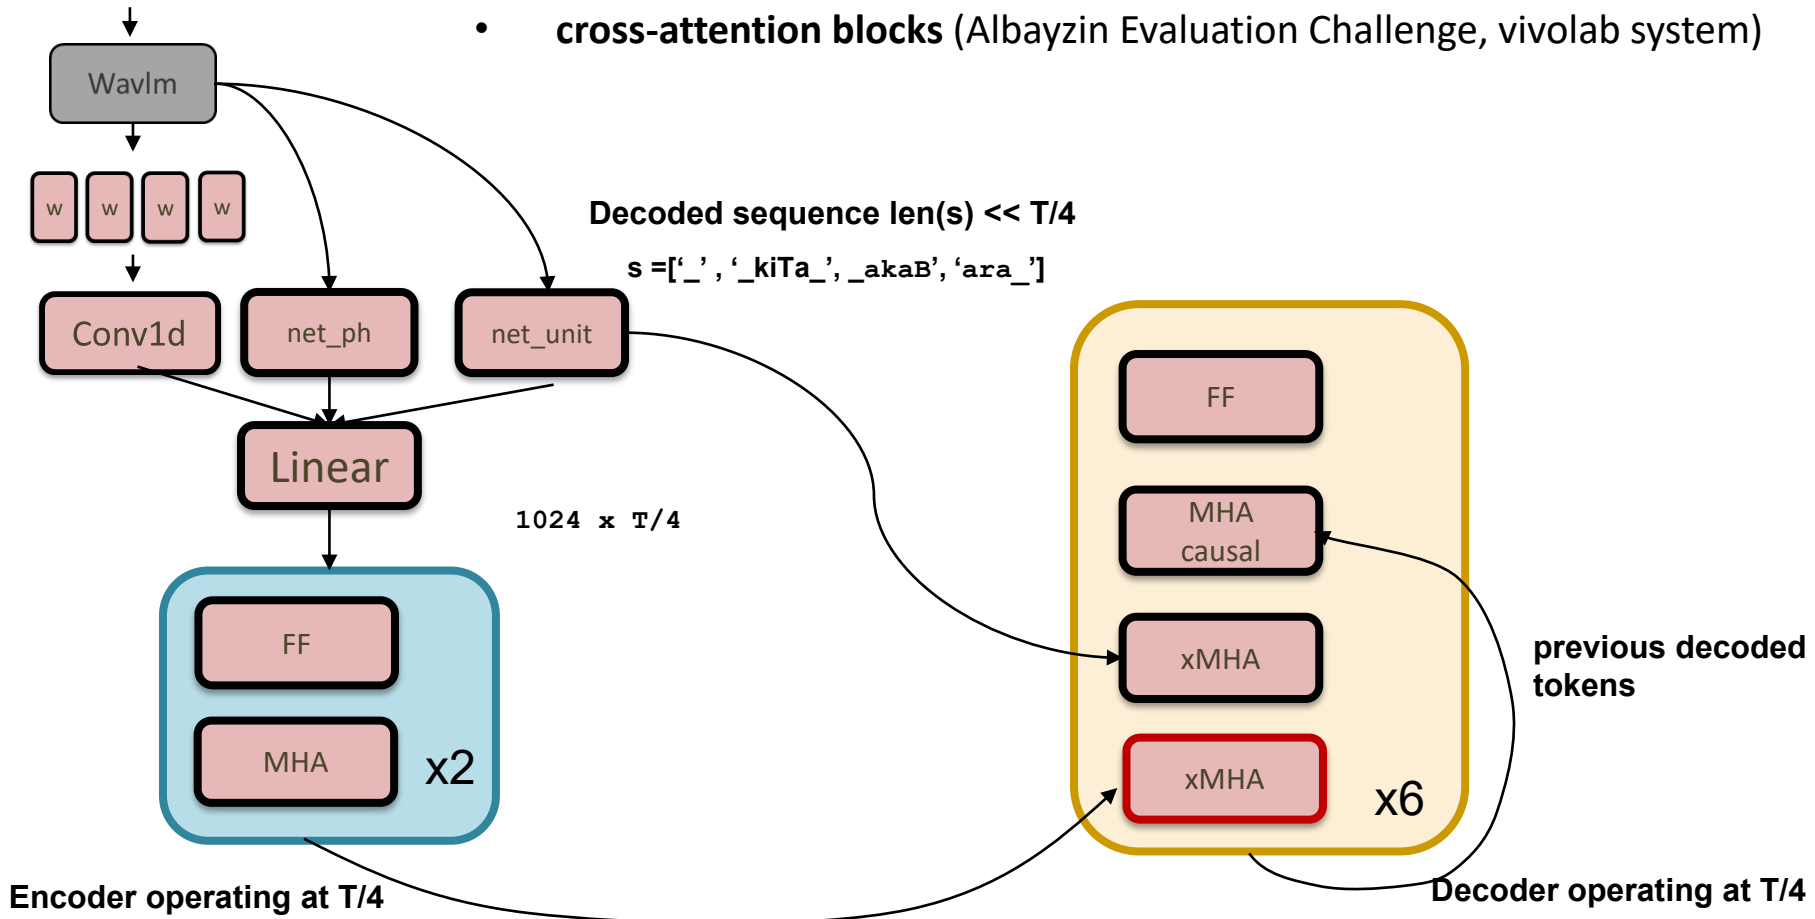 • cross-attention blocks (Albayzin Evaluation Challenge, vivolab system)
Wavlm
w w w w
Decoded sequence len(s) << T/4
s =[‘_’ , ‘_kiTa_’, _akaB’, ‘ara_’]
Conv1d
net_ph
net_unit
Linear
1024 x T/4
FF
MHA
x2
Encoder operating at T/4
FF
MHA
causal
xMHA
xMHA
x6
previous decoded
tokens
Decoder operating at T/4